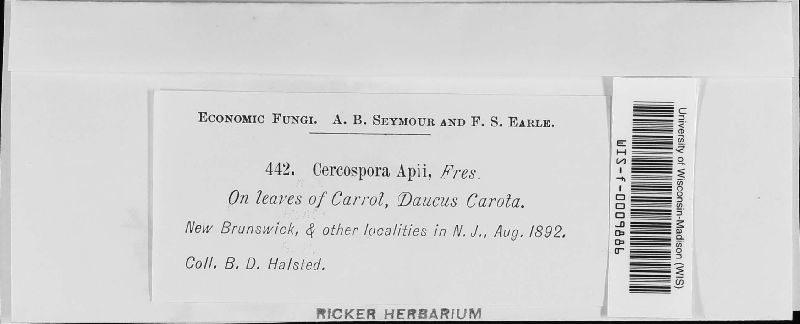 ECONOMIC FUNGI. A. B. SEYMOUR AND F. S. EARLE.
442. Cercospora Apii, Fres.
On leaves of Carrot, Daucus Carota.
New Brunswick, & other localities in N. J., Aug. 1892.
Coll. B. D. Halsted.
RICKER HERBARIUM
University of Wisconsin-Madison (WIS)
WIS-f-0009886